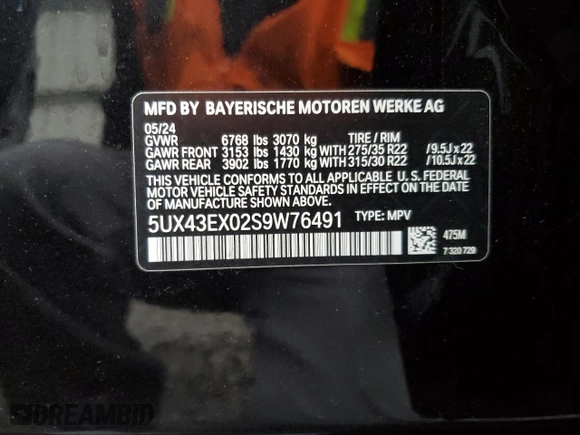 MFD BY BAYERISCHE MOTOREN WERKE AG
05/24
GVWR 6768 lbs 3070 kg TIRE / RIM
GAWR FRONT 3153 lbs 1430 kg WITH 275/35 R22 /9.5J x 22
GAWR REAR 3902 lbs 1770 kg WITH 315/30 R22 /10.5J x 22
THIS VEHICLE CONFORMS TO ALL APPLICABLE U. S. FEDERAL
MOTOR VEHICLE SAFETY STANDARDS IN EFFECT ON THE DATE
OF MANUFACTURE SHOWN ABOVE.
5UX43EX02S9W76491 TYPE: MPV
475M
7 320 729
DREAMBID